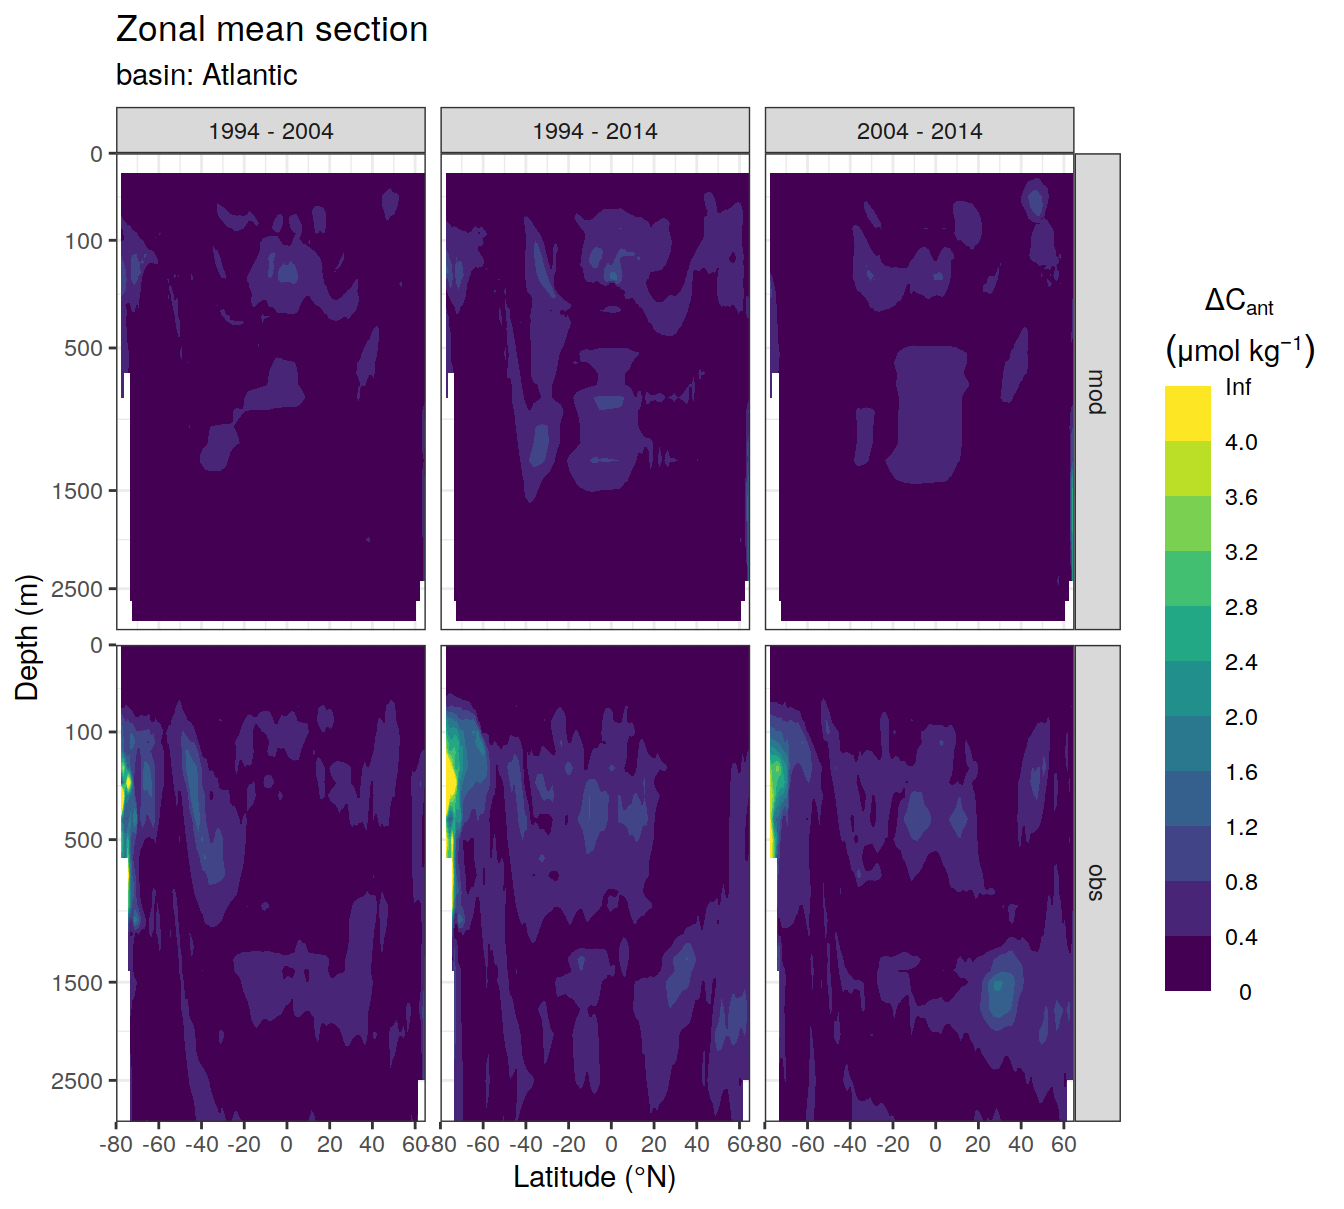 Zonal mean section
basin: Atlantic
1994 - 2004
1994 - 2014
2004 - 2014
0
100
500
1500
2500
mod
0
100
500
1500
2500
obs
Depth (m)
-80 -60 -40 -20 0 20 40 60
-80 -60 -40 -20 0 20 40 60
-80 -60 -40 -20 0 20 40 60
Latitude (°N)
ΔCant
(μmol kg⁻¹)
Inf
4.0
3.6
3.2
2.8
2.4
2.0
1.6
1.2
0.8
0.4
0